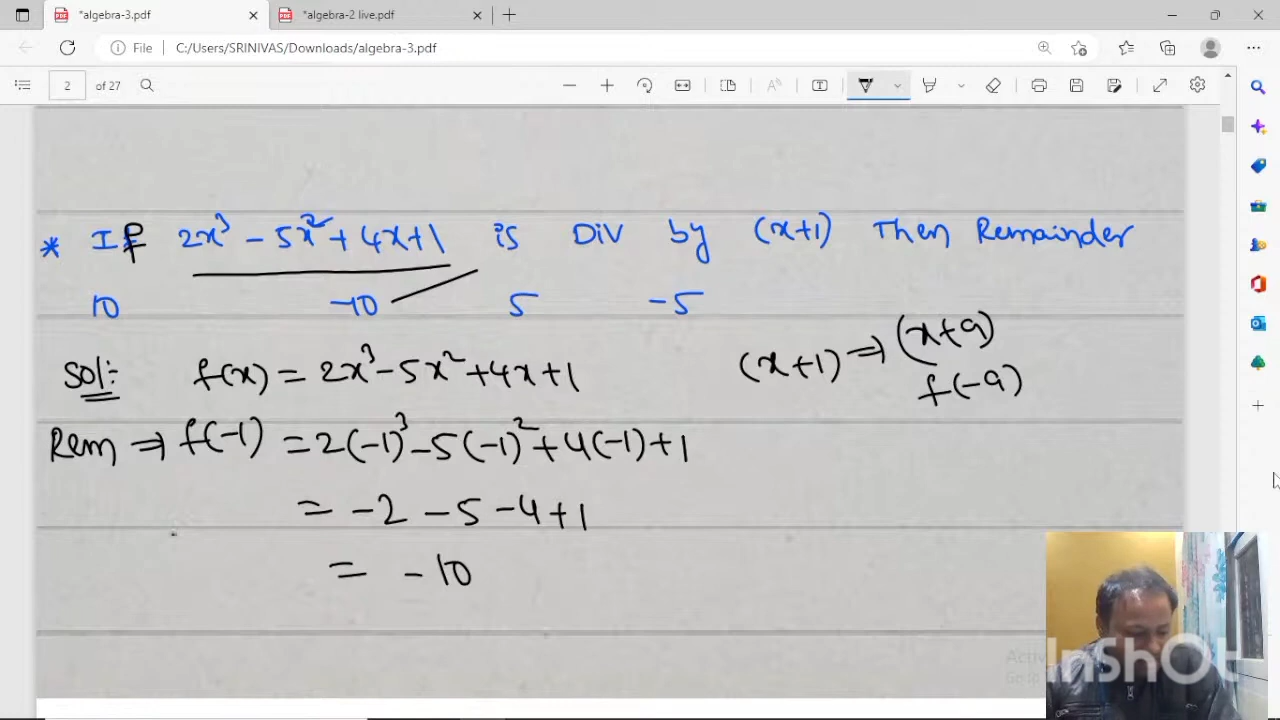 *algebra-3.pdf
*algebra-2 live.pdf
File C:/Users/SRINIVAS/Downloads/algebra-3.pdf
2 of 27
* If 2x³ - 5x² + 4x + 1 is Div by (x+1) Then Remainder
10 -10 5 -5
Sol:- f(x) = 2x³ - 5x² + 4x + 1 (x+1) ⇒ (x+a)
f(-a)
Rem ⇒ f(-1) = 2(-1)³ - 5(-1)² + 4(-1) + 1
= -2 - 5 - 4 + 1
= -10
InShOt